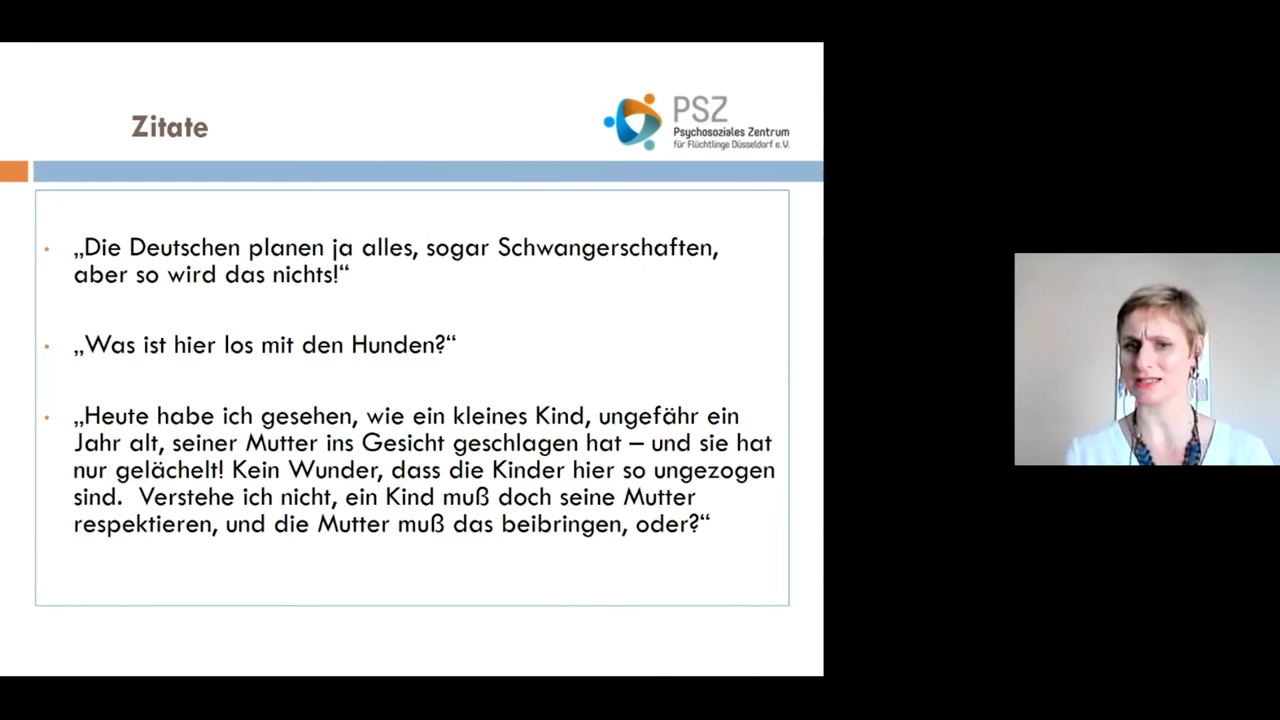 Zitate
PSZ
Psychosoziales Zentrum
für Flüchtlinge Düsseldorf e.V.
• „Die Deutschen planen ja alles, sogar Schwangerschaften,
aber so wird das nichts!“
• „Was ist hier los mit den Hunden?“
• „Heute habe ich gesehen, wie ein kleines Kind, ungefähr ein
Jahr alt, seiner Mutter ins Gesicht geschlagen hat – und sie hat
nur gelächelt! Kein Wunder, dass die Kinder hier so ungezogen
sind.  Verstehe ich nicht, ein Kind muß doch seine Mutter
respektieren, und die Mutter muß das beibringen, oder?“